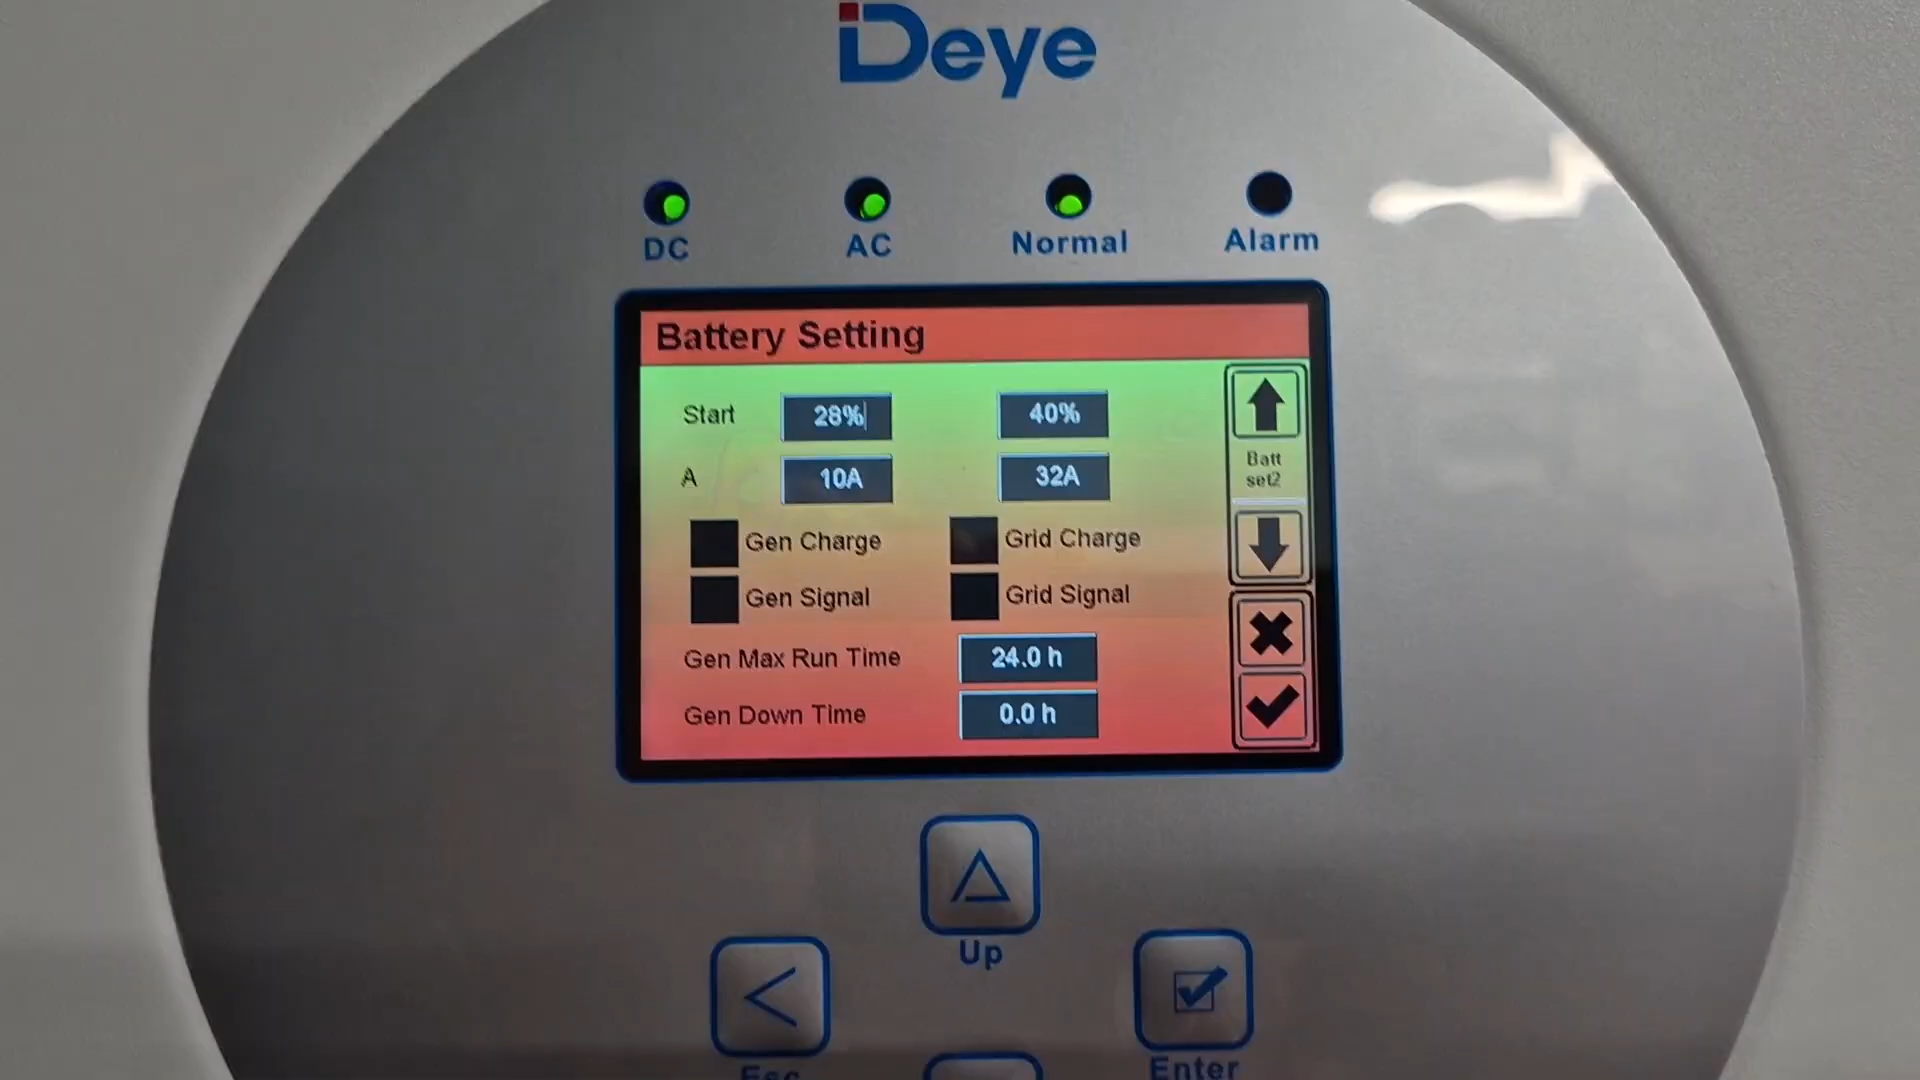 Deye
DC AC Normal Alarm
Battery Setting
Start 28% 40%
A 10A 32A
Batt
set2
Gen Charge Grid Charge
Gen Signal Grid Signal
Gen Max Run Time 24.0 h
Gen Down Time 0.0 h
Up
Esc Enter